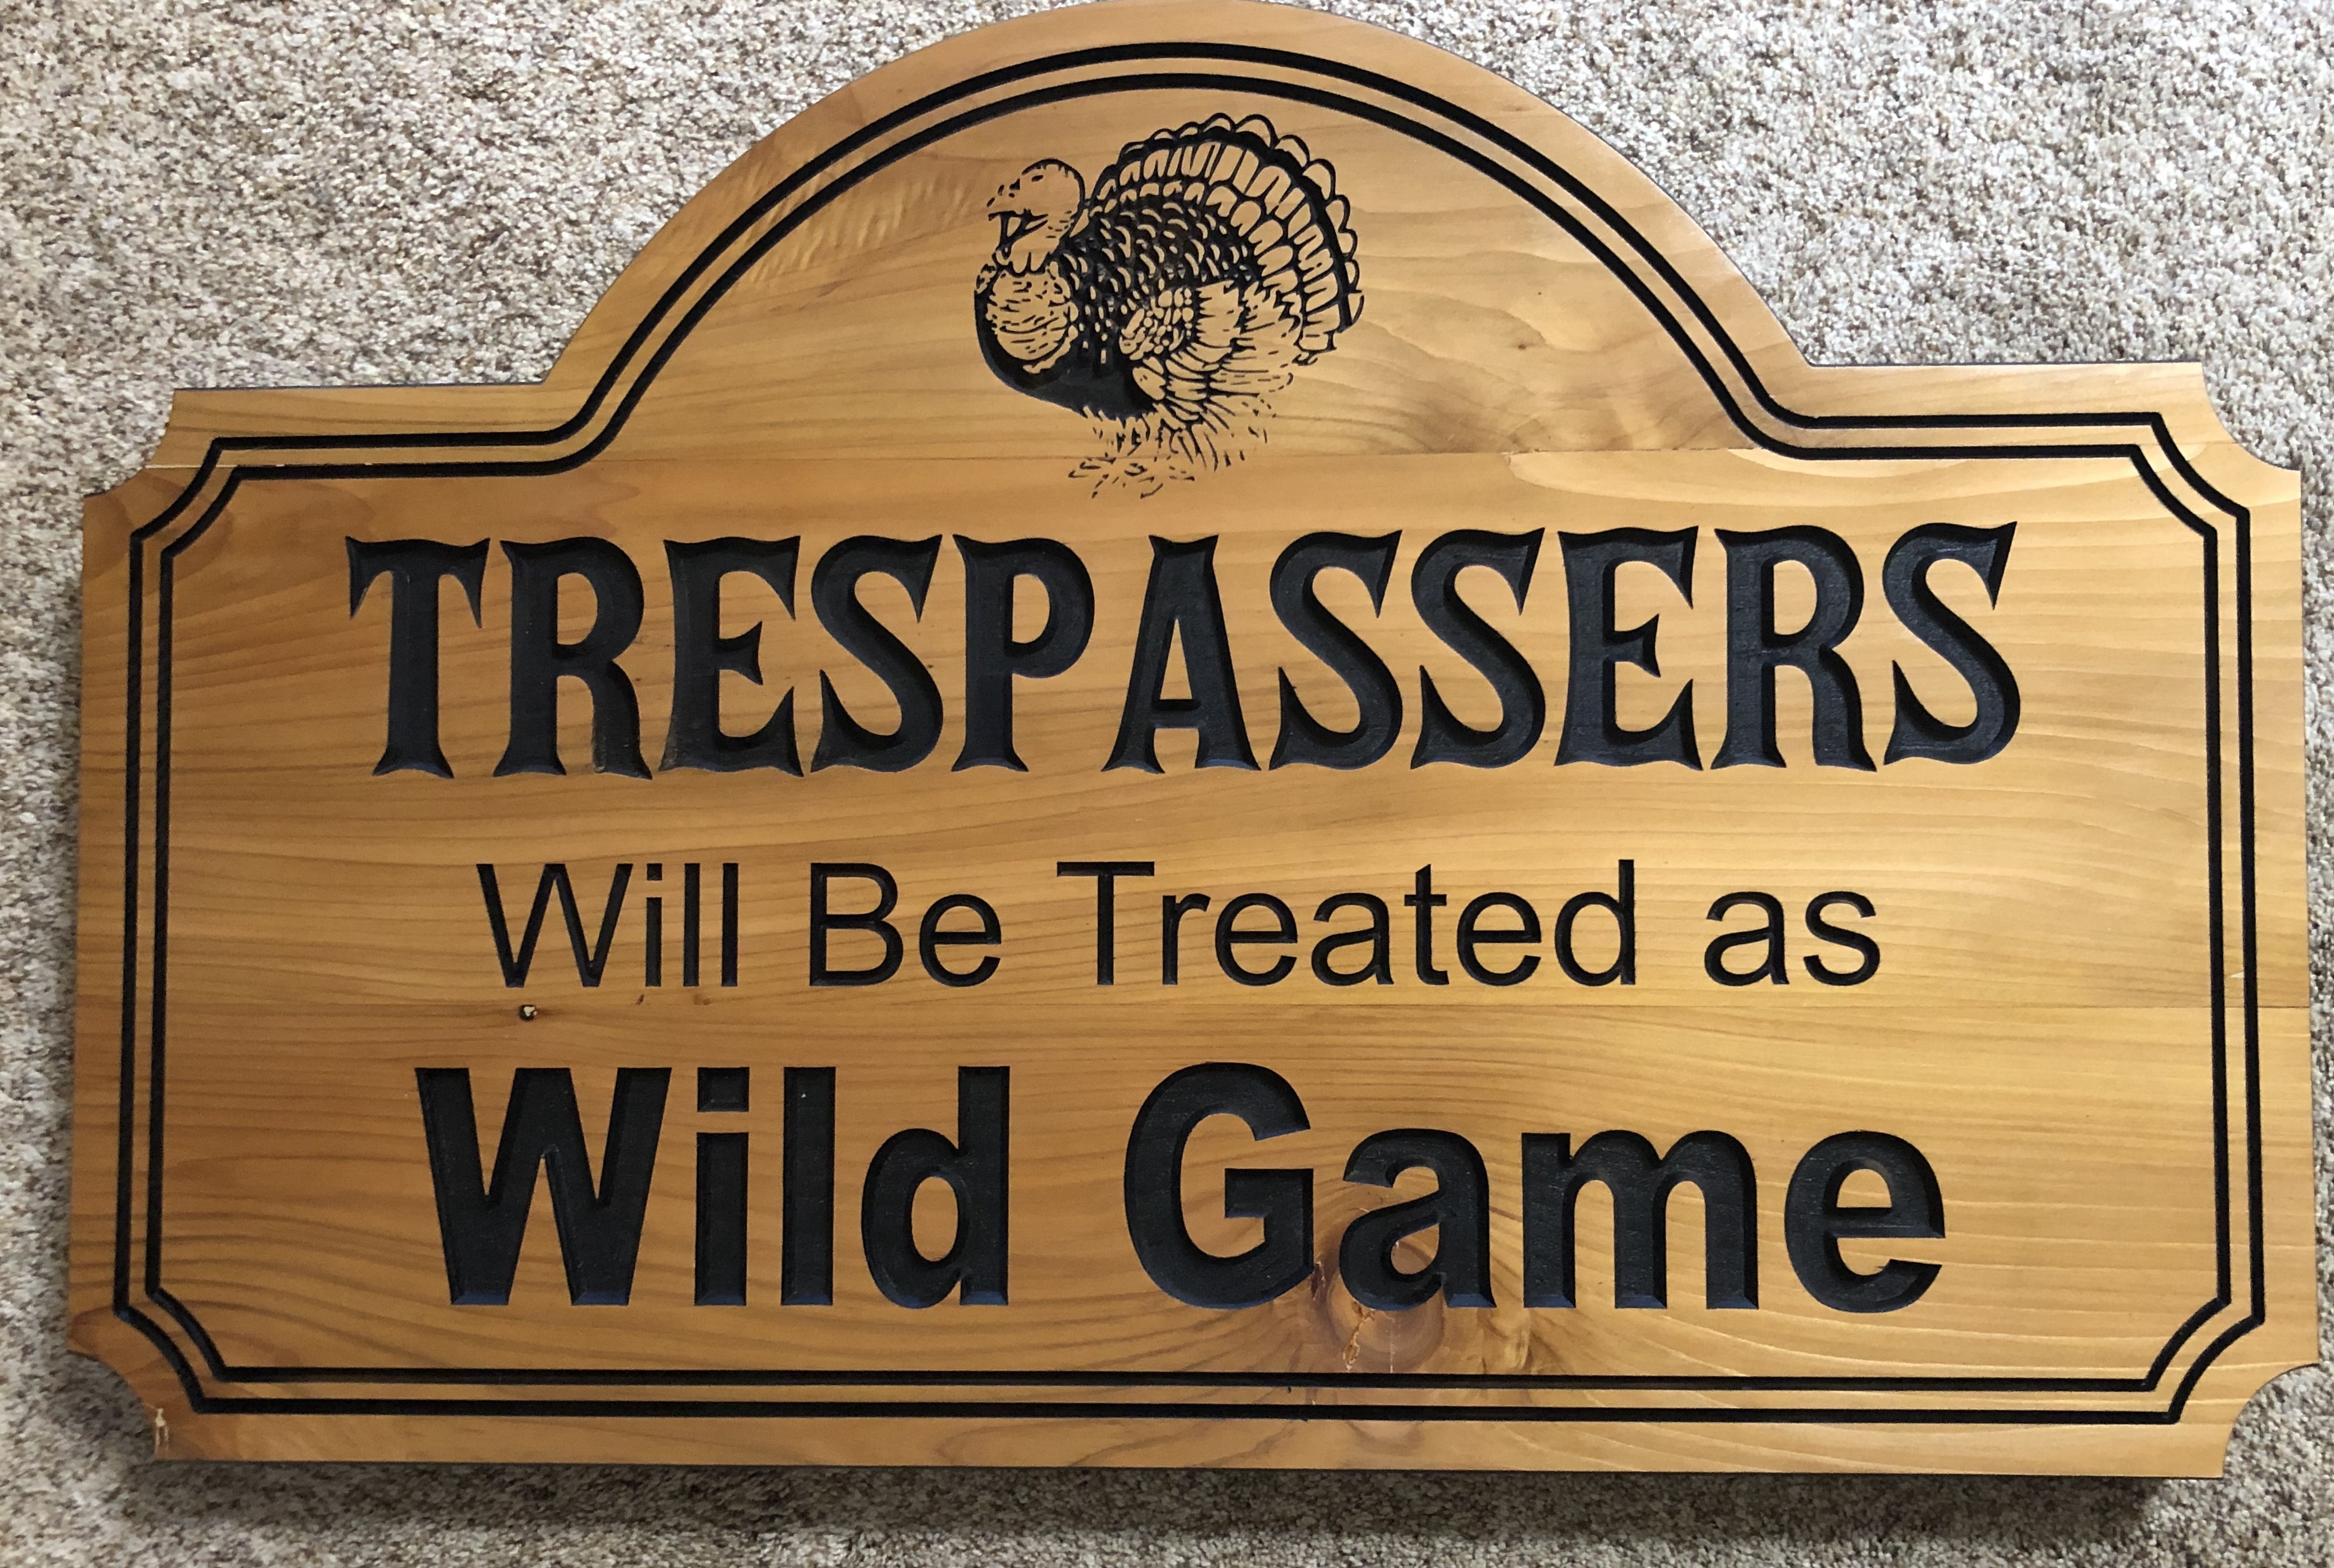 TRESPASSERS
Will Be Treated as
Wild Game